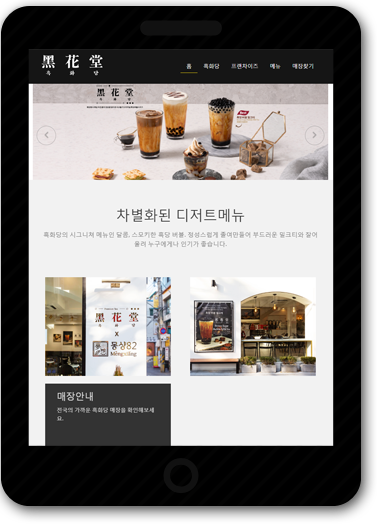 黑花堂
흑 화 당
홈 흑화당 프랜차이즈 메뉴 매장찾기
黑花堂
흑 화 당
차별화된 디저트메뉴
흑화당의 시그니쳐 메뉴인 달콤, 스모키한 흑당 버블. 정성스럽게 졸여만들어 부드러운 밀크티와 잘어
울려 누구에게나 인기가 좋습니다.
黑花堂
흑 화 당
X
몽상82
매장안내
전국의 가까운 흑화당 매장을 확인해보세
요.